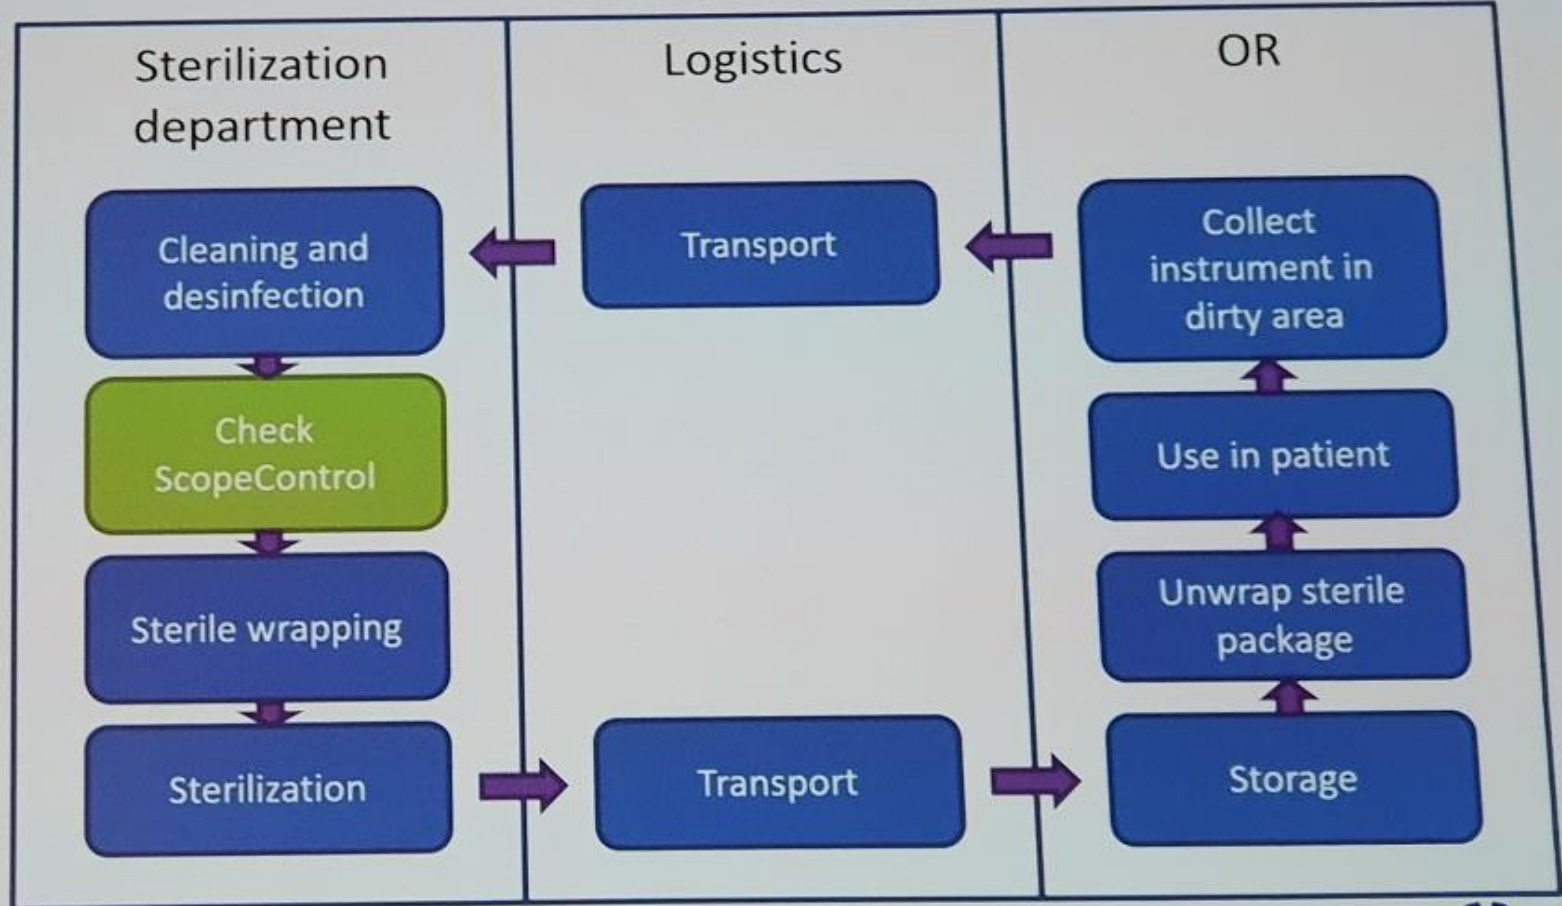 Sterilization
department
Logistics
OR
Cleaning and
desinfection
Transport
Collect
instrument in
dirty area
Check
ScopeControl
Use in patient
Sterile wrapping
Unwrap sterile
package
Sterilization
Transport
Storage